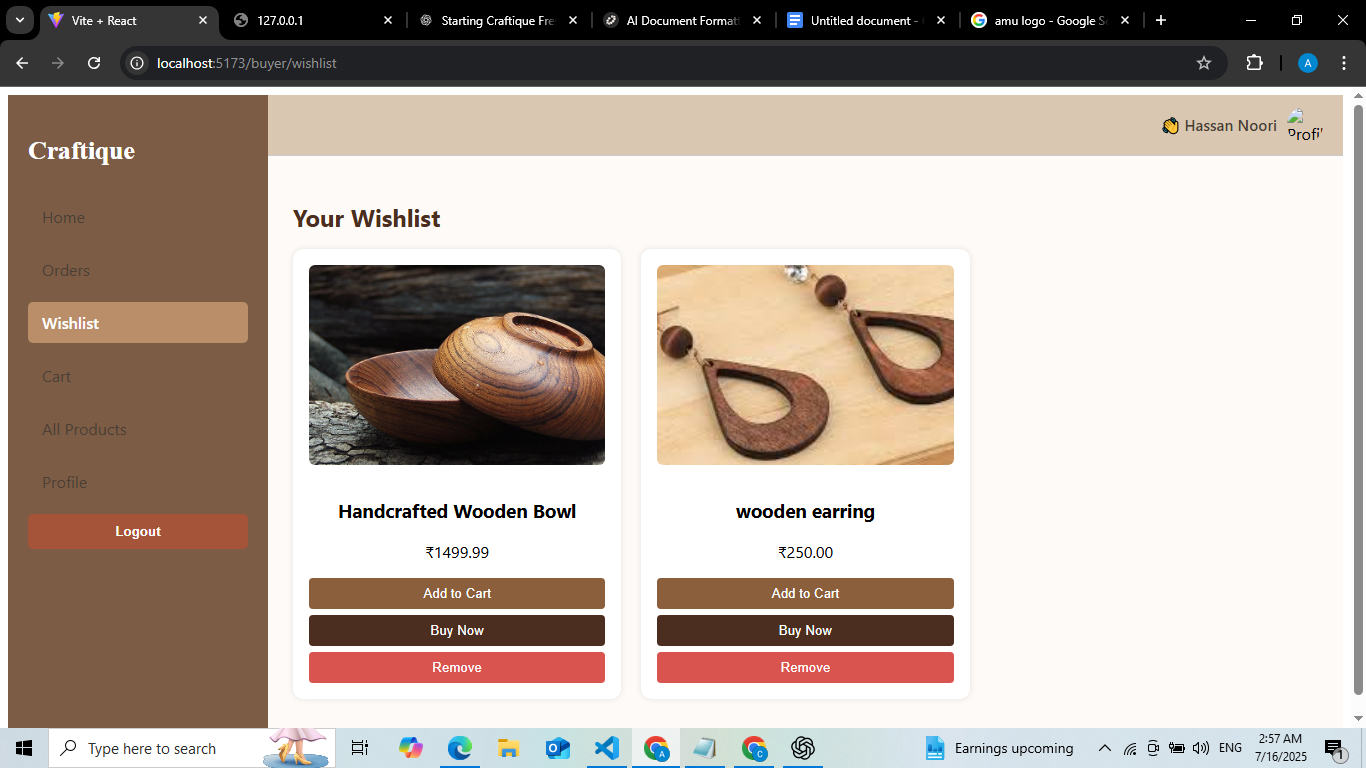 Vite + React
127.0.0.1
Starting Craftique Fre
AI Document Format
Untitled document -
amu logo - Google Se
localhost:5173/buyer/wishlist
A
Craftique
Hassan Noori
Profi
Home
Orders
Wishlist
Cart
All Products
Profile
Logout
Your Wishlist
Handcrafted Wooden Bowl
₹1499.99
Add to Cart
Buy Now
Remove
wooden earring
₹250.00
Add to Cart
Buy Now
Remove
Type here to search
A
C
Earnings upcoming
ENG
2:57 AM
7/16/2025
1